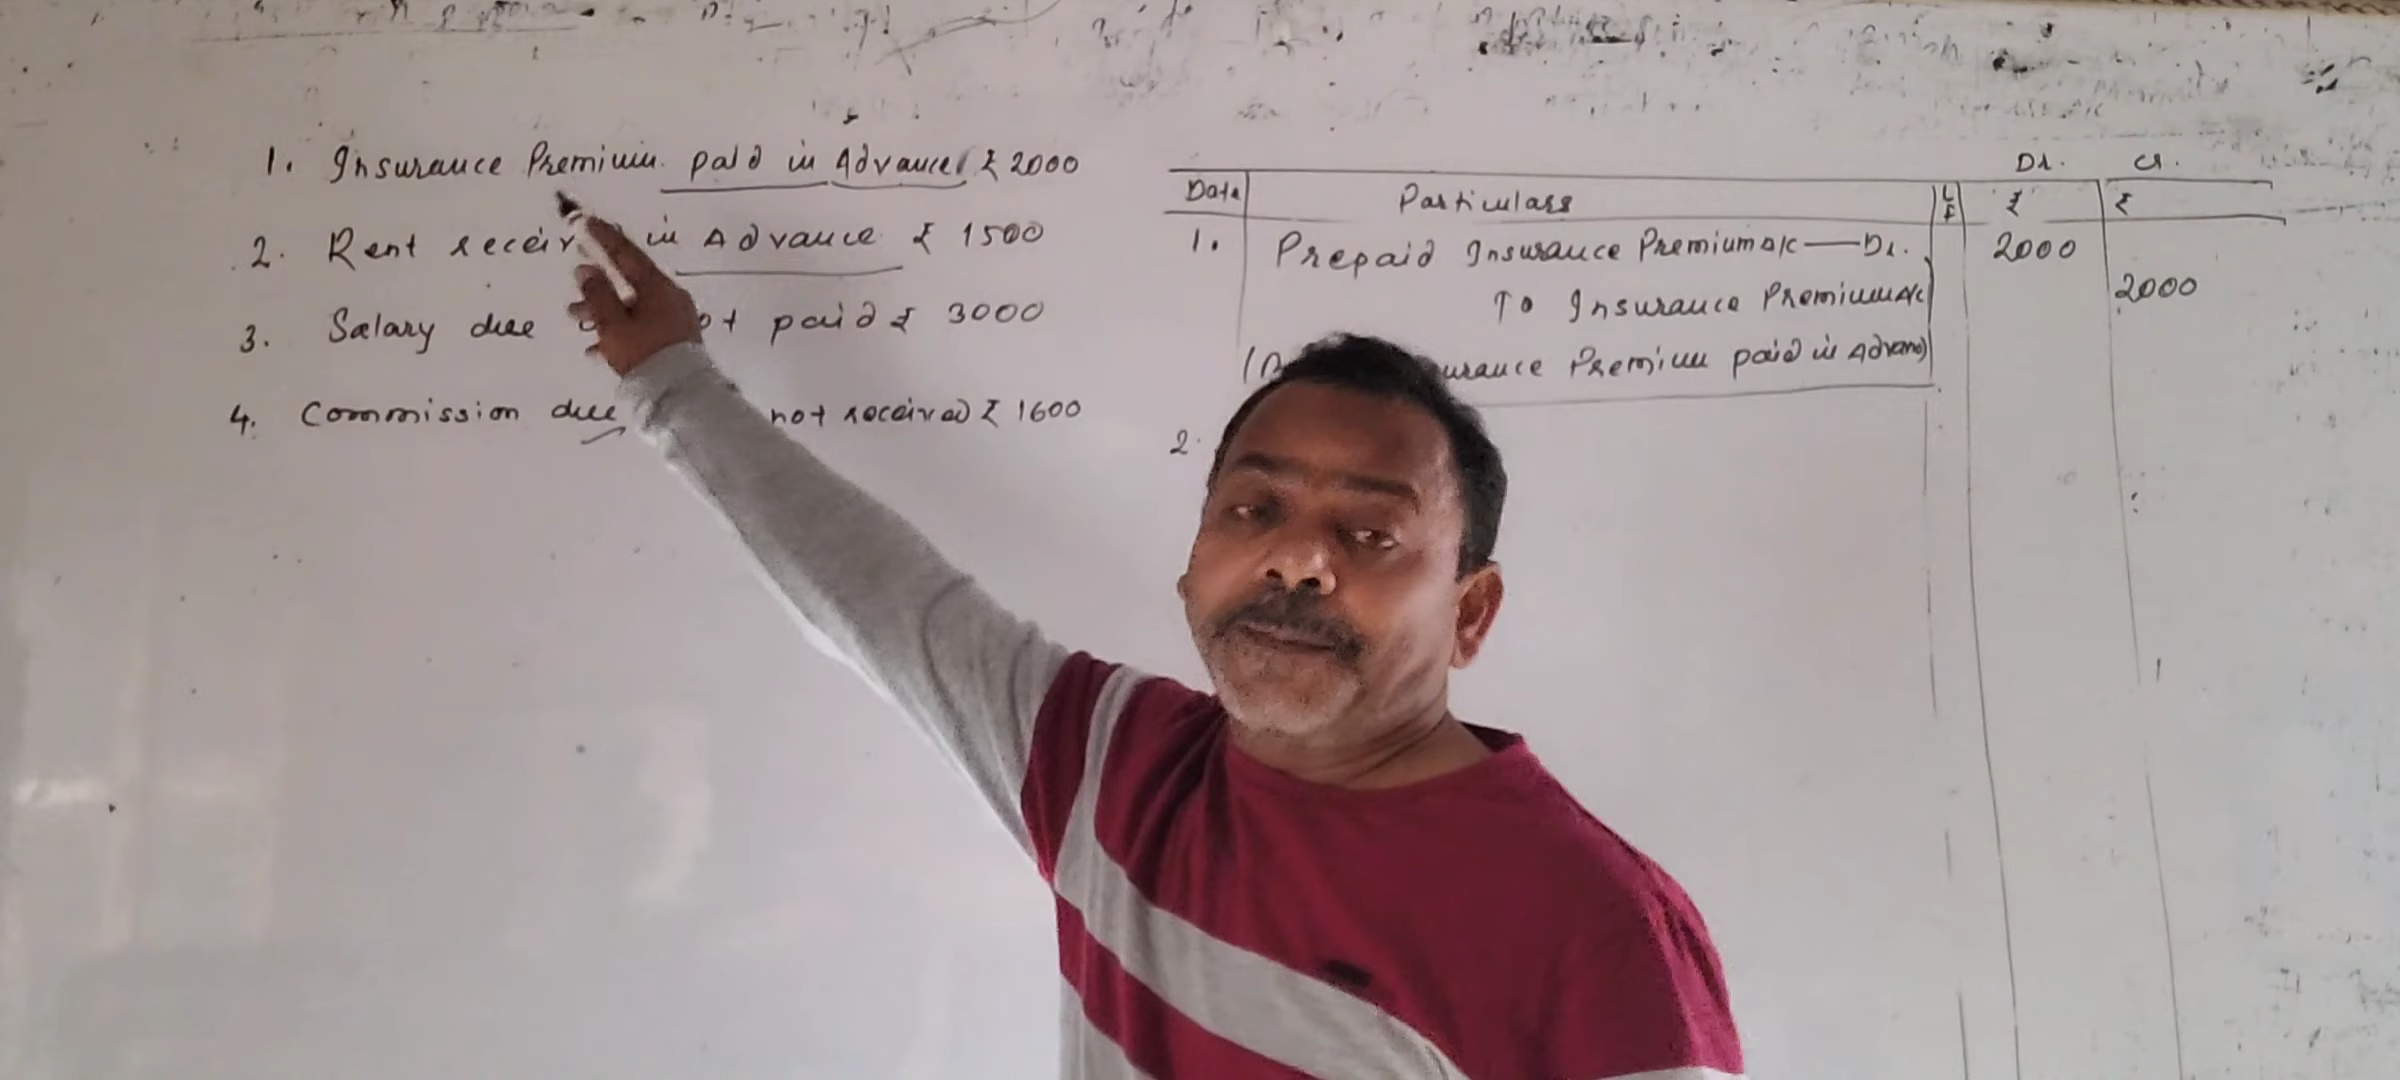 1. Insurance Premium paid in Advance ₹ 2000
2. Rent in Advance ₹ 1500
3. Salary due paid ₹ 3000
4. Commission due not received ₹ 1600
Dr. Cr.
Date Particulars LF ₹ ₹
1. Prepaid Insurance Premium A/c — Dr. 2000
To Insurance Premium A/c 2000
Premium paid in Advance)
2.